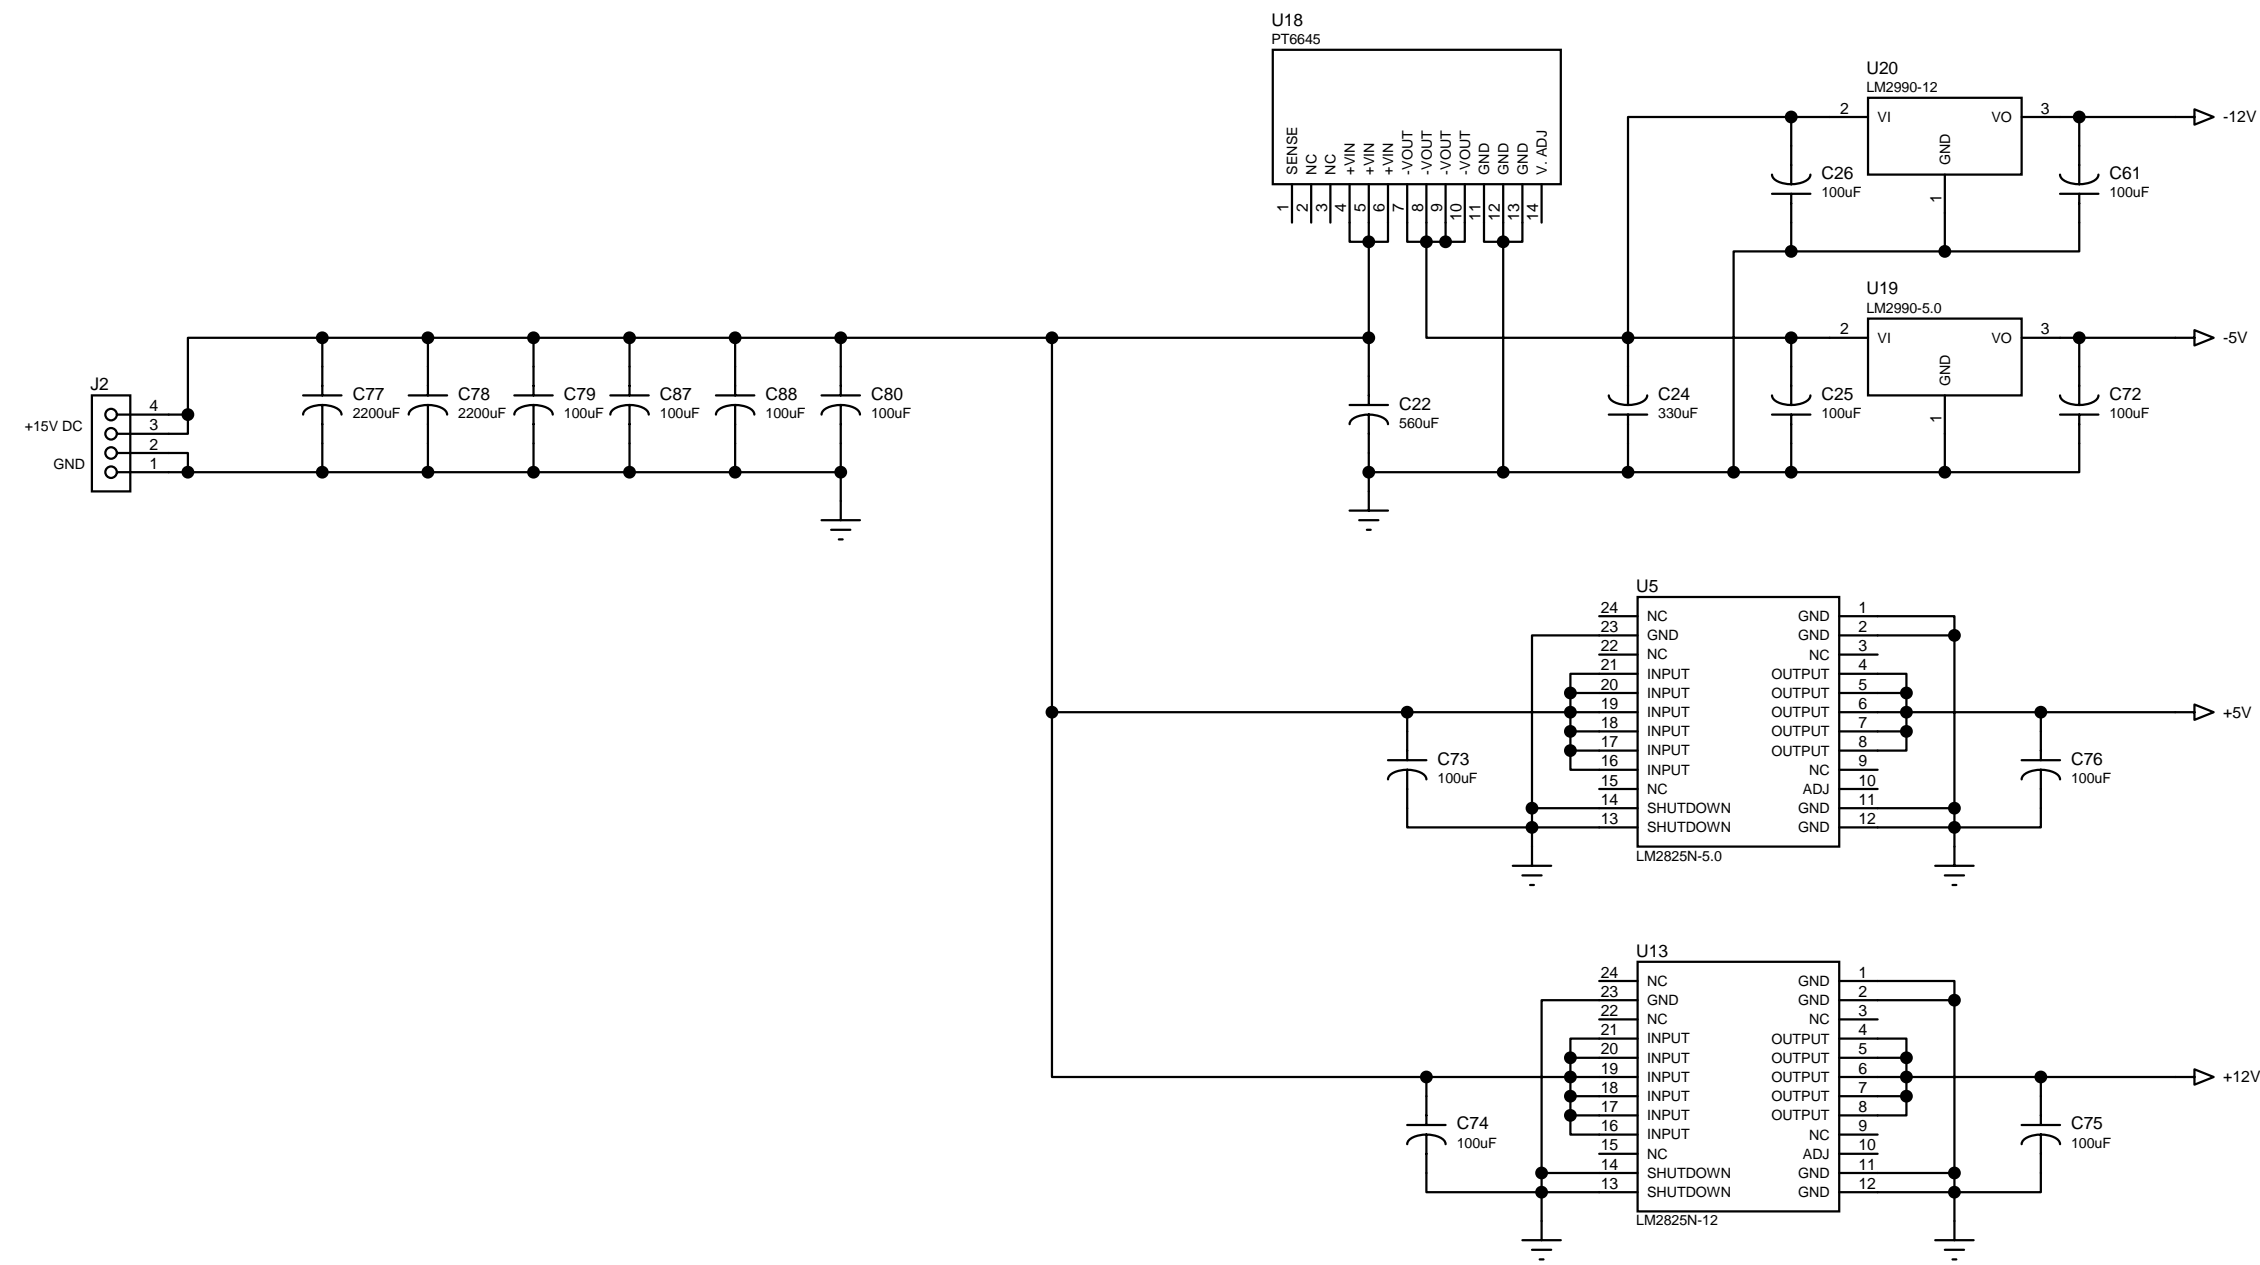 U18
PT6645
SENSE
NC
NC
+VIN
+VIN
+VIN
-VOUT
-VOUT
-VOUT
-VOUT
GND
GND
GND
V. ADJ
1
2
3
4
5
6
7
8
9
10
11
12
13
14
U20
LM2990-12
2
VI
VO
3
GND
1
-12V
C26
100uF
C61
100uF
U19
LM2990-5.0
2
VI
VO
3
GND
1
-5V
C24
330uF
C25
100uF
C72
100uF
J2
+15V DC
GND
4
3
2
1
C77
2200uF
C78
2200uF
C79
100uF
C87
100uF
C88
100uF
C80
100uF
C22
560uF
U5
24 NC GND 1
23 GND GND 2
22 NC NC 3
21 INPUT OUTPUT 4
20 INPUT OUTPUT 5
19 INPUT OUTPUT 6
18 INPUT OUTPUT 7
17 INPUT OUTPUT 8
16 INPUT NC 9
15 NC ADJ 10
14 SHUTDOWN GND 11
13 SHUTDOWN GND 12
LM2825N-5.0
C73
100uF
C76
100uF
+5V
U13
24 NC GND 1
23 GND GND 2
22 NC NC 3
21 INPUT OUTPUT 4
20 INPUT OUTPUT 5
19 INPUT OUTPUT 6
18 INPUT OUTPUT 7
17 INPUT OUTPUT 8
16 INPUT NC 9
15 NC ADJ 10
14 SHUTDOWN GND 11
13 SHUTDOWN GND 12
LM2825N-12
C74
100uF
C75
100uF
+12V